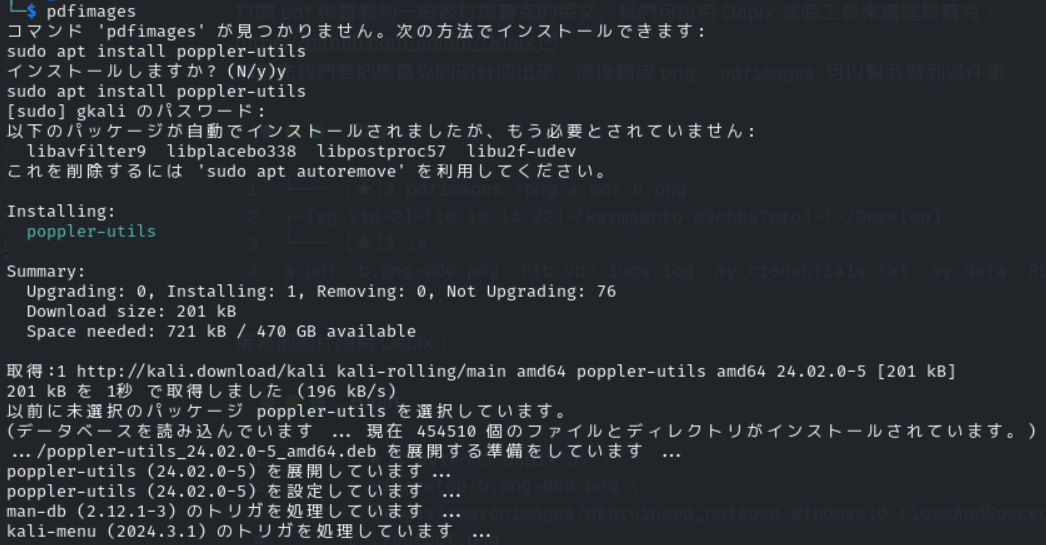 └─$ pdfimages
コマンド 'pdfimages' が見つかりません。次の方法でインストールできます:
sudo apt install poppler-utils
インストールしますか? (N/y)y
sudo apt install poppler-utils
[sudo] gkali のパスワード:
以下のパッケージが自動でインストールされましたが、もう必要とされていません:
libavfilter9 libplacebo338 libpostproc57 libu2f-udev
これを削除するには 'sudo apt autoremove' を利用してください。
Installing:
poppler-utils
Summary:
Upgrading: 0, Installing: 1, Removing: 0, Not Upgrading: 76
Download size: 201 kB
Space needed: 721 kB / 470 GB available
取得:1 http://kali.download/kali kali-rolling/main amd64 poppler-utils amd64 24.02.0-5 [201 kB]
201 kB を 1秒 で取得しました (196 kB/s)
以前に未選択のパッケージ poppler-utils を選択しています。
(データベースを読み込んでいます ... 現在 454510 個のファイルとディレクトリがインストールされています。)
.../poppler-utils_24.02.0-5_amd64.deb を展開する準備をしています ...
poppler-utils (24.02.0-5) を展開しています...
poppler-utils (24.02.0-5) を設定しています ...
man-db (2.12.1-3) のトリガを処理しています ...
kali-menu (2024.3.1) のトリガを処理しています ...